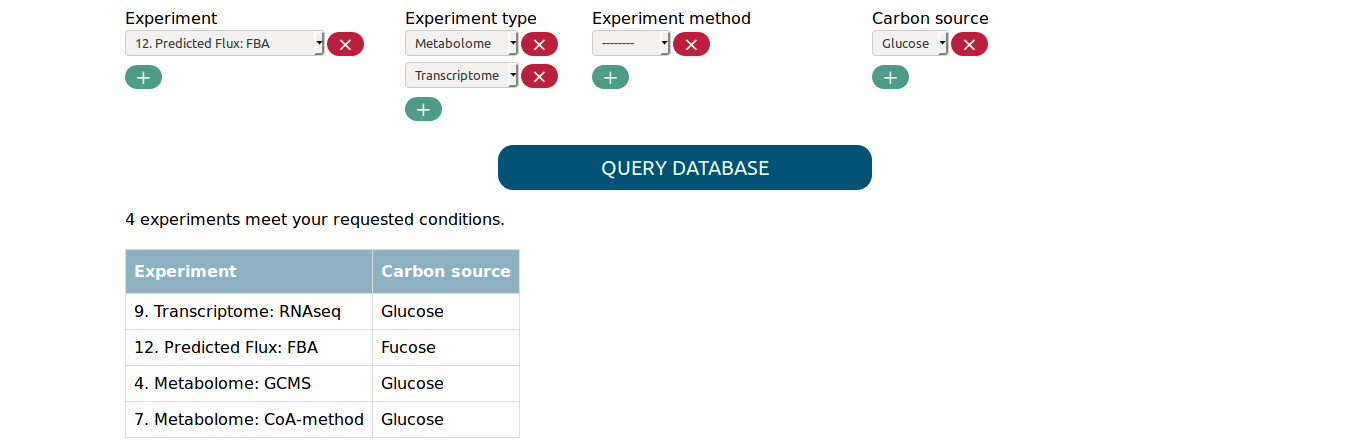 Experiment Experiment type Experiment method Carbon source
12. Predicted Flux: FBA × Metabolome × -------- × Glucose ×
+ Transcriptome × + +
+
QUERY DATABASE
4 experiments meet your requested conditions.
Experiment Carbon source
9. Transcriptome: RNAseq Glucose
12. Predicted Flux: FBA Fucose
4. Metabolome: GCMS Glucose
7. Metabolome: CoA-method Glucose